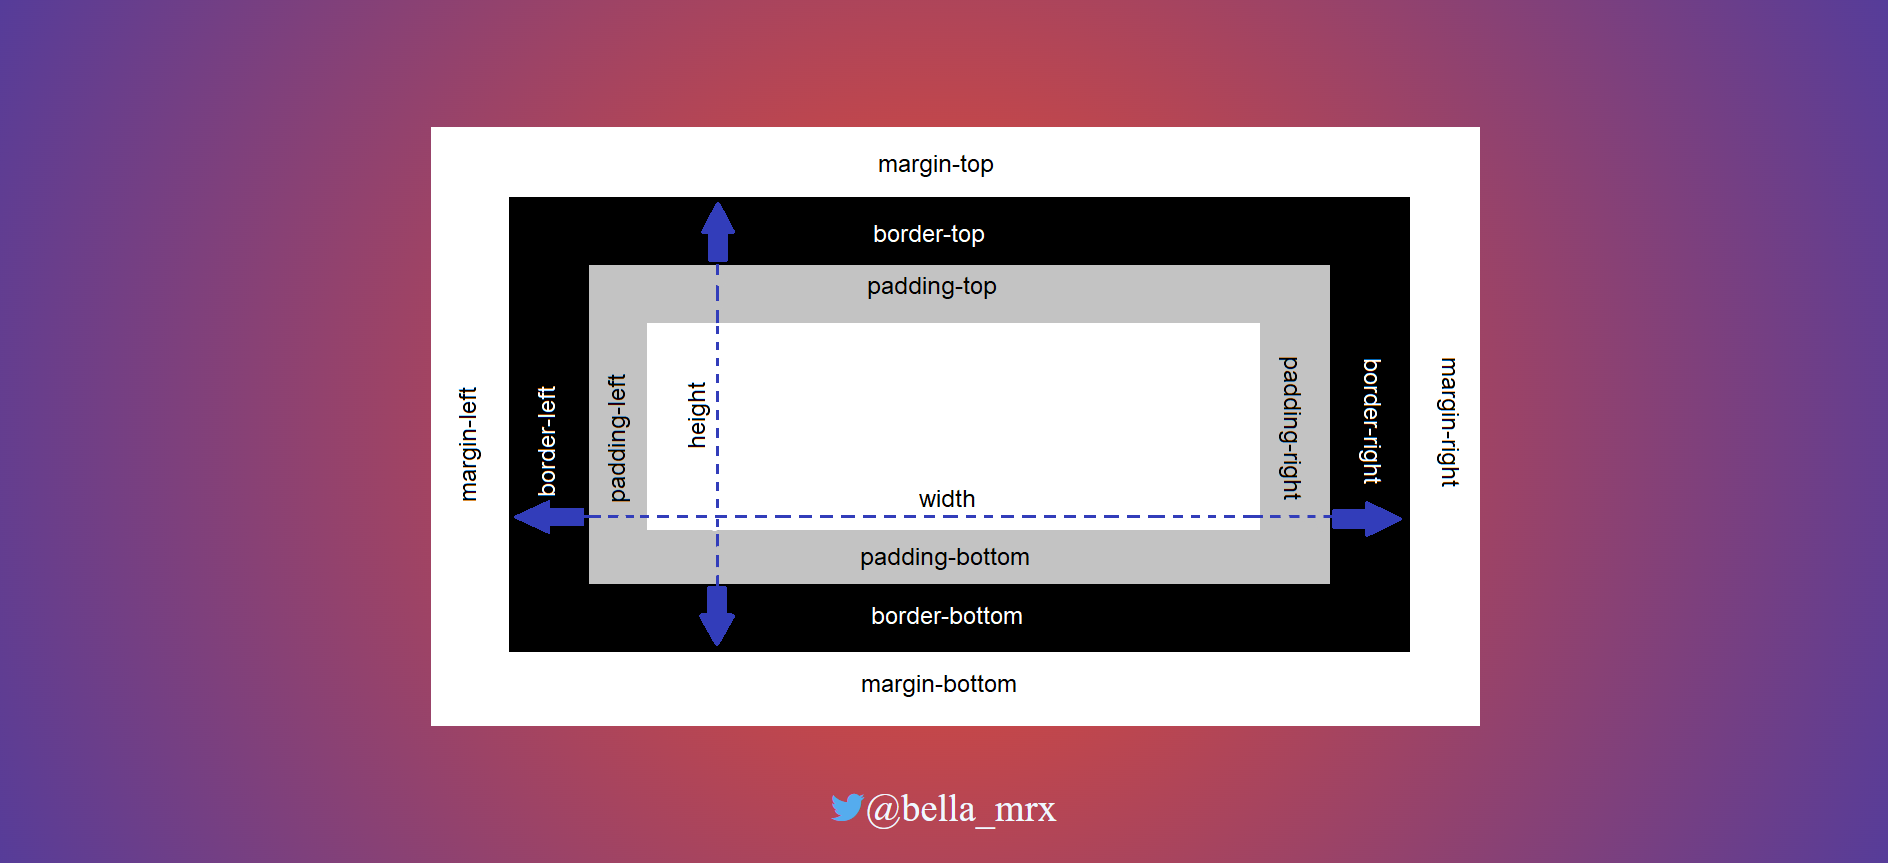 margin-top
border-top
padding-top
margin-left
border-left
padding-left
height
width
padding-right
border-right
margin-right
padding-bottom
border-bottom
margin-bottom
@bella_mrx